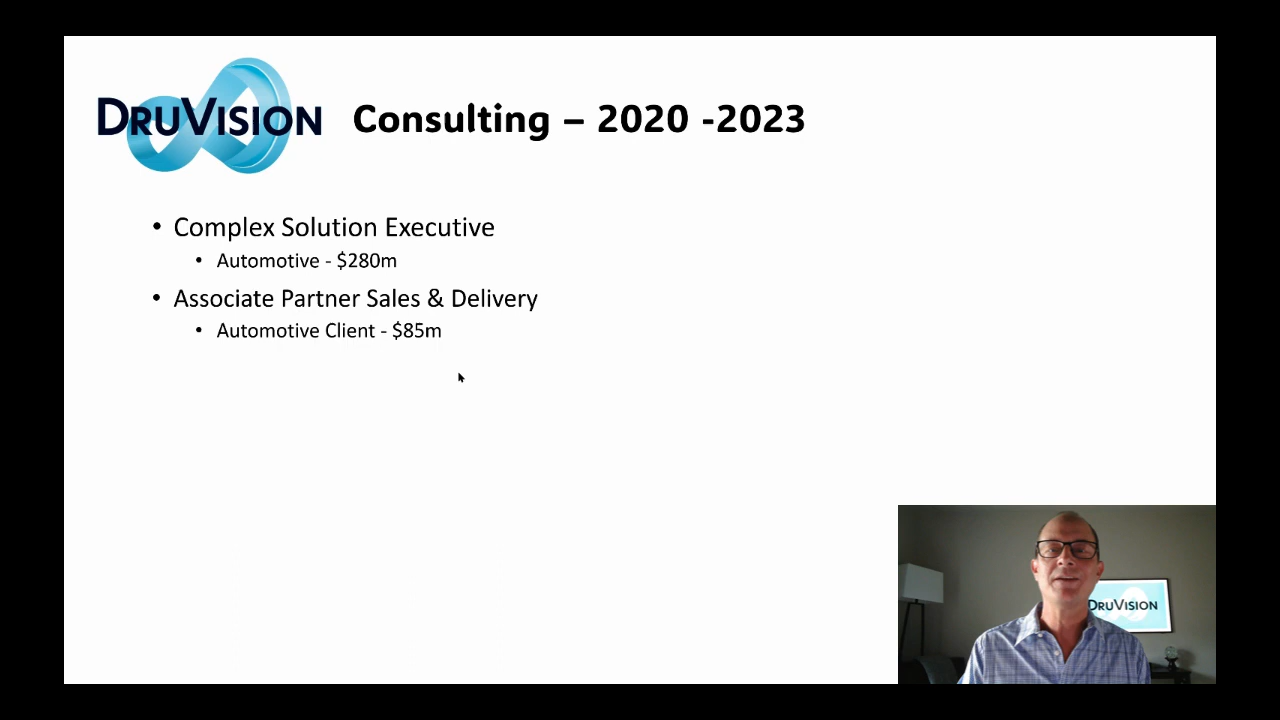 DRUVISION
Consulting – 2020 -2023
• Complex Solution Executive
• Automotive - $280m
• Associate Partner Sales & Delivery
• Automotive Client - $85m
DRUVISION